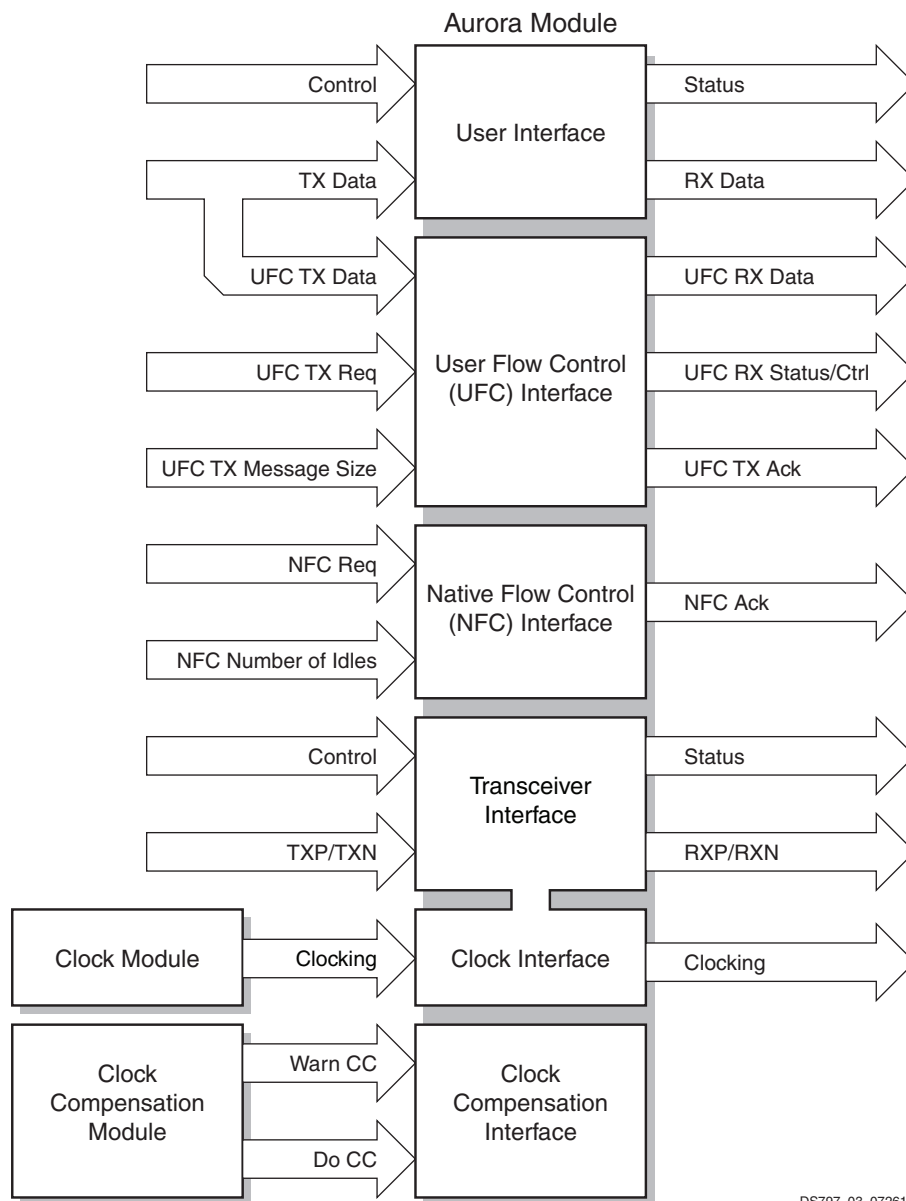 Aurora Module
Control
User Interface
Status
TX Data
RX Data
UFC TX Data
UFC RX Data
UFC TX Req
User Flow Control
(UFC) Interface
UFC RX Status/Ctrl
UFC TX Message Size
UFC TX Ack
NFC Req
Native Flow Control
(NFC) Interface
NFC Ack
NFC Number of Idles
Control
Transceiver
Interface
Status
TXP/TXN
RXP/RXN
Clock Module
Clocking
Clock Interface
Clocking
Clock
Compensation
Module
Warn CC
Do CC
Clock
Compensation
Interface